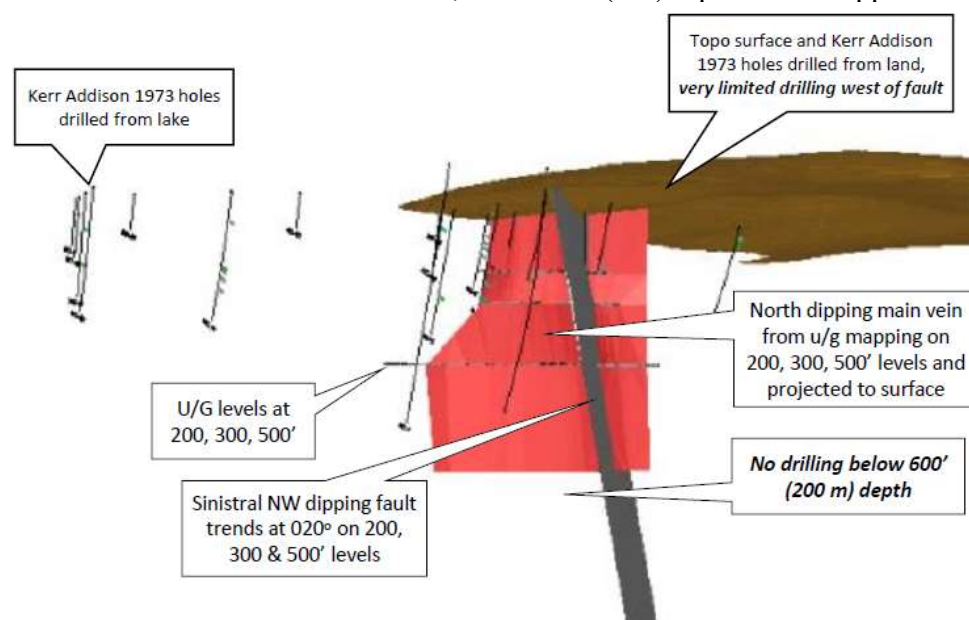 Topo surface and Kerr Addison
1973 holes drilled from land,
very limited drilling west of fault
Kerr Addison 1973 holes
drilled from lake
North dipping main vein
from u/g mapping on
200, 300, 500’ levels and
projected to surface
U/G levels at
200, 300, 500’
No drilling below 600’
(200 m) depth
Sinistral NW dipping fault
trends at 020º on 200,
300 & 500’ levels